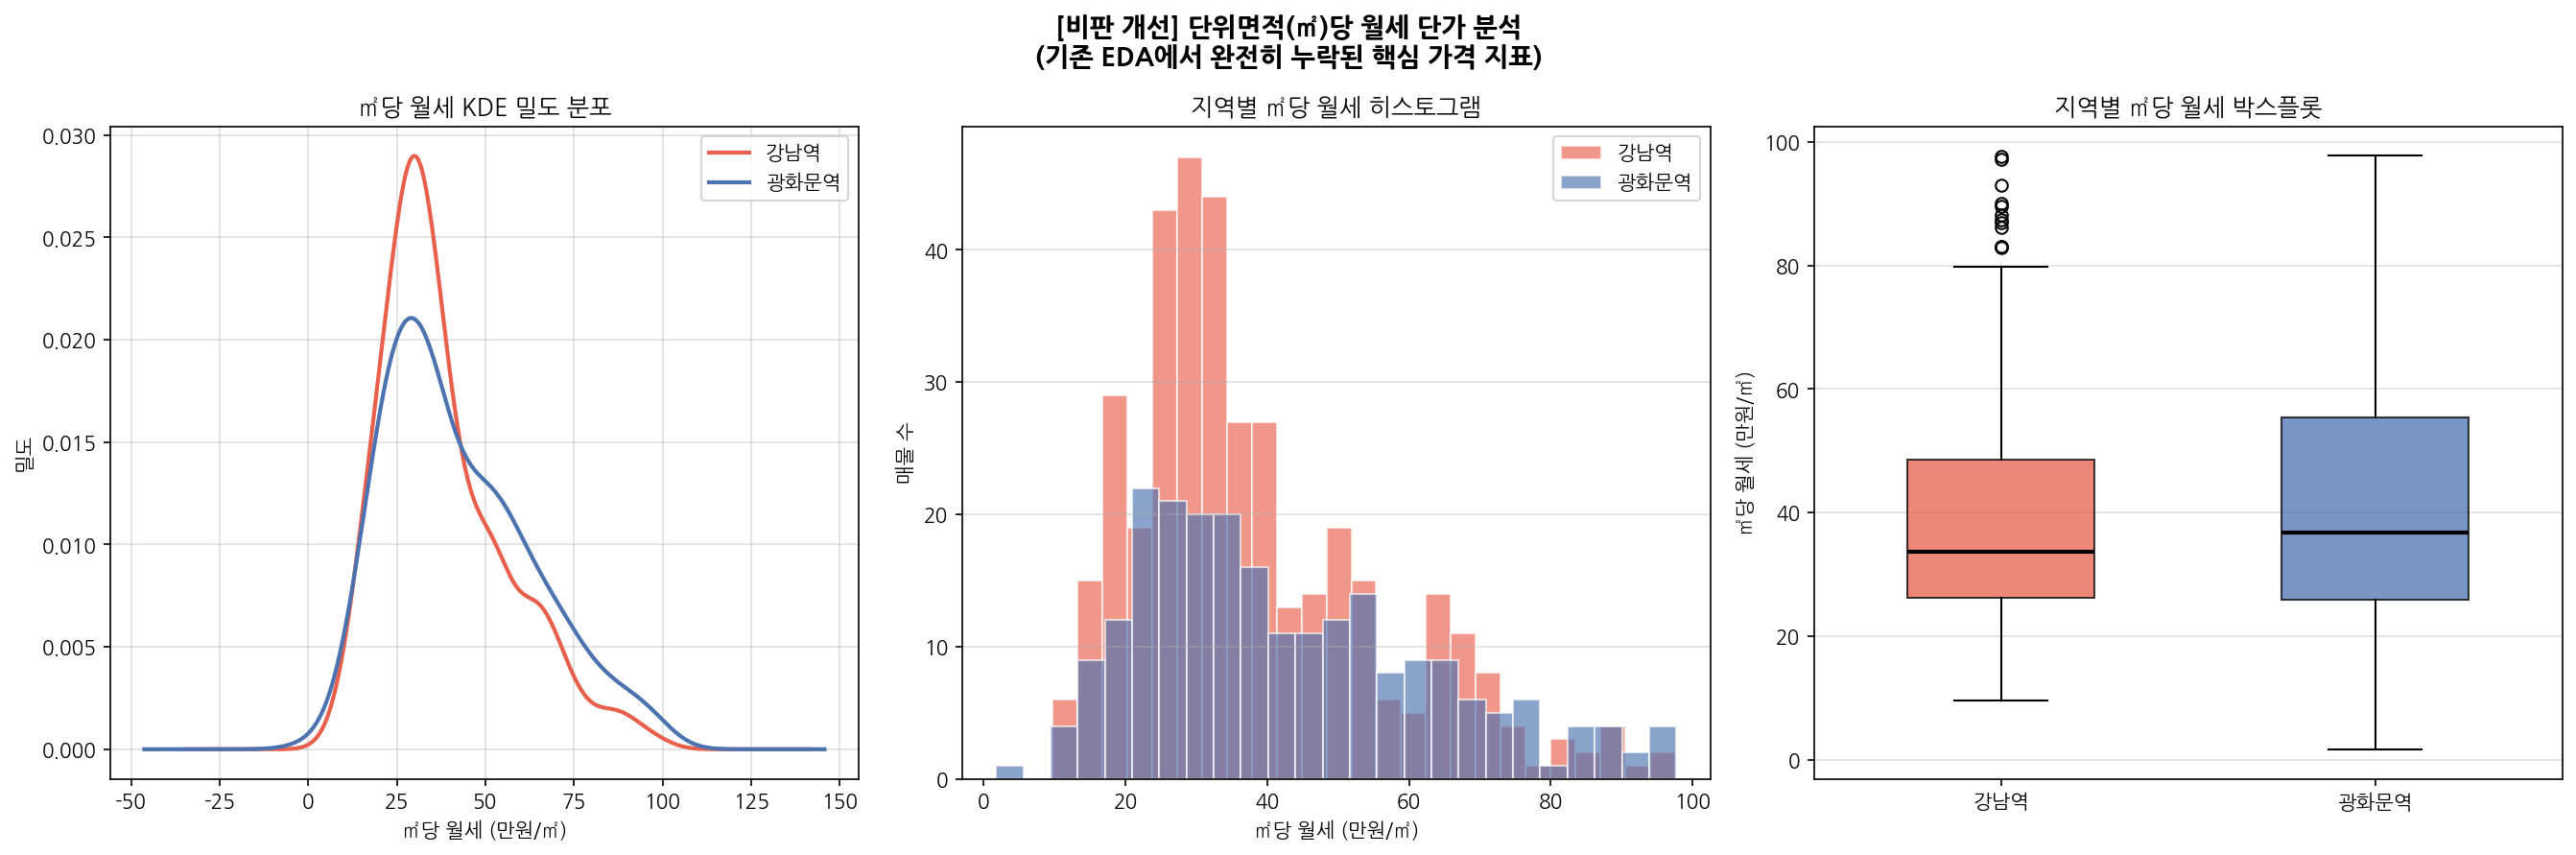 [비판 개선] 단위면적(㎡)당 월세 단가 분석
(기존 EDA에서 완전히 누락된 핵심 가격 지표)
㎡당 월세 KDE 밀도 분포
0.030
0.025
0.020
0.015
0.010
0.005
0.000
밀도
강남역
광화문역
-50
-25
0
25
50
75
100
125
150
㎡당 월세 (만원/㎡)
지역별 ㎡당 월세 히스토그램
40
30
20
10
0
매물 수
강남역
광화문역
0
20
40
60
80
100
㎡당 월세 (만원/㎡)
지역별 ㎡당 월세 박스플롯
100
80
60
40
20
0
㎡당 월세 (만원/㎡)
강남역
광화문역